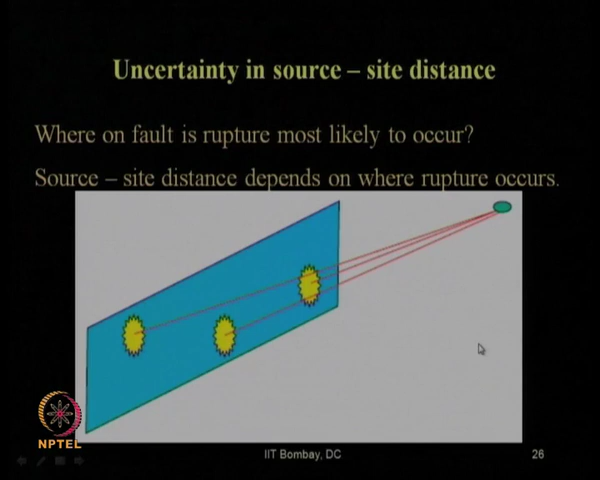 Uncertainty in source – site distance
Where on fault is rupture most likely to occur?
Source – site distance depends on where rupture occurs.
NPTEL
IIT Bombay, DC
26